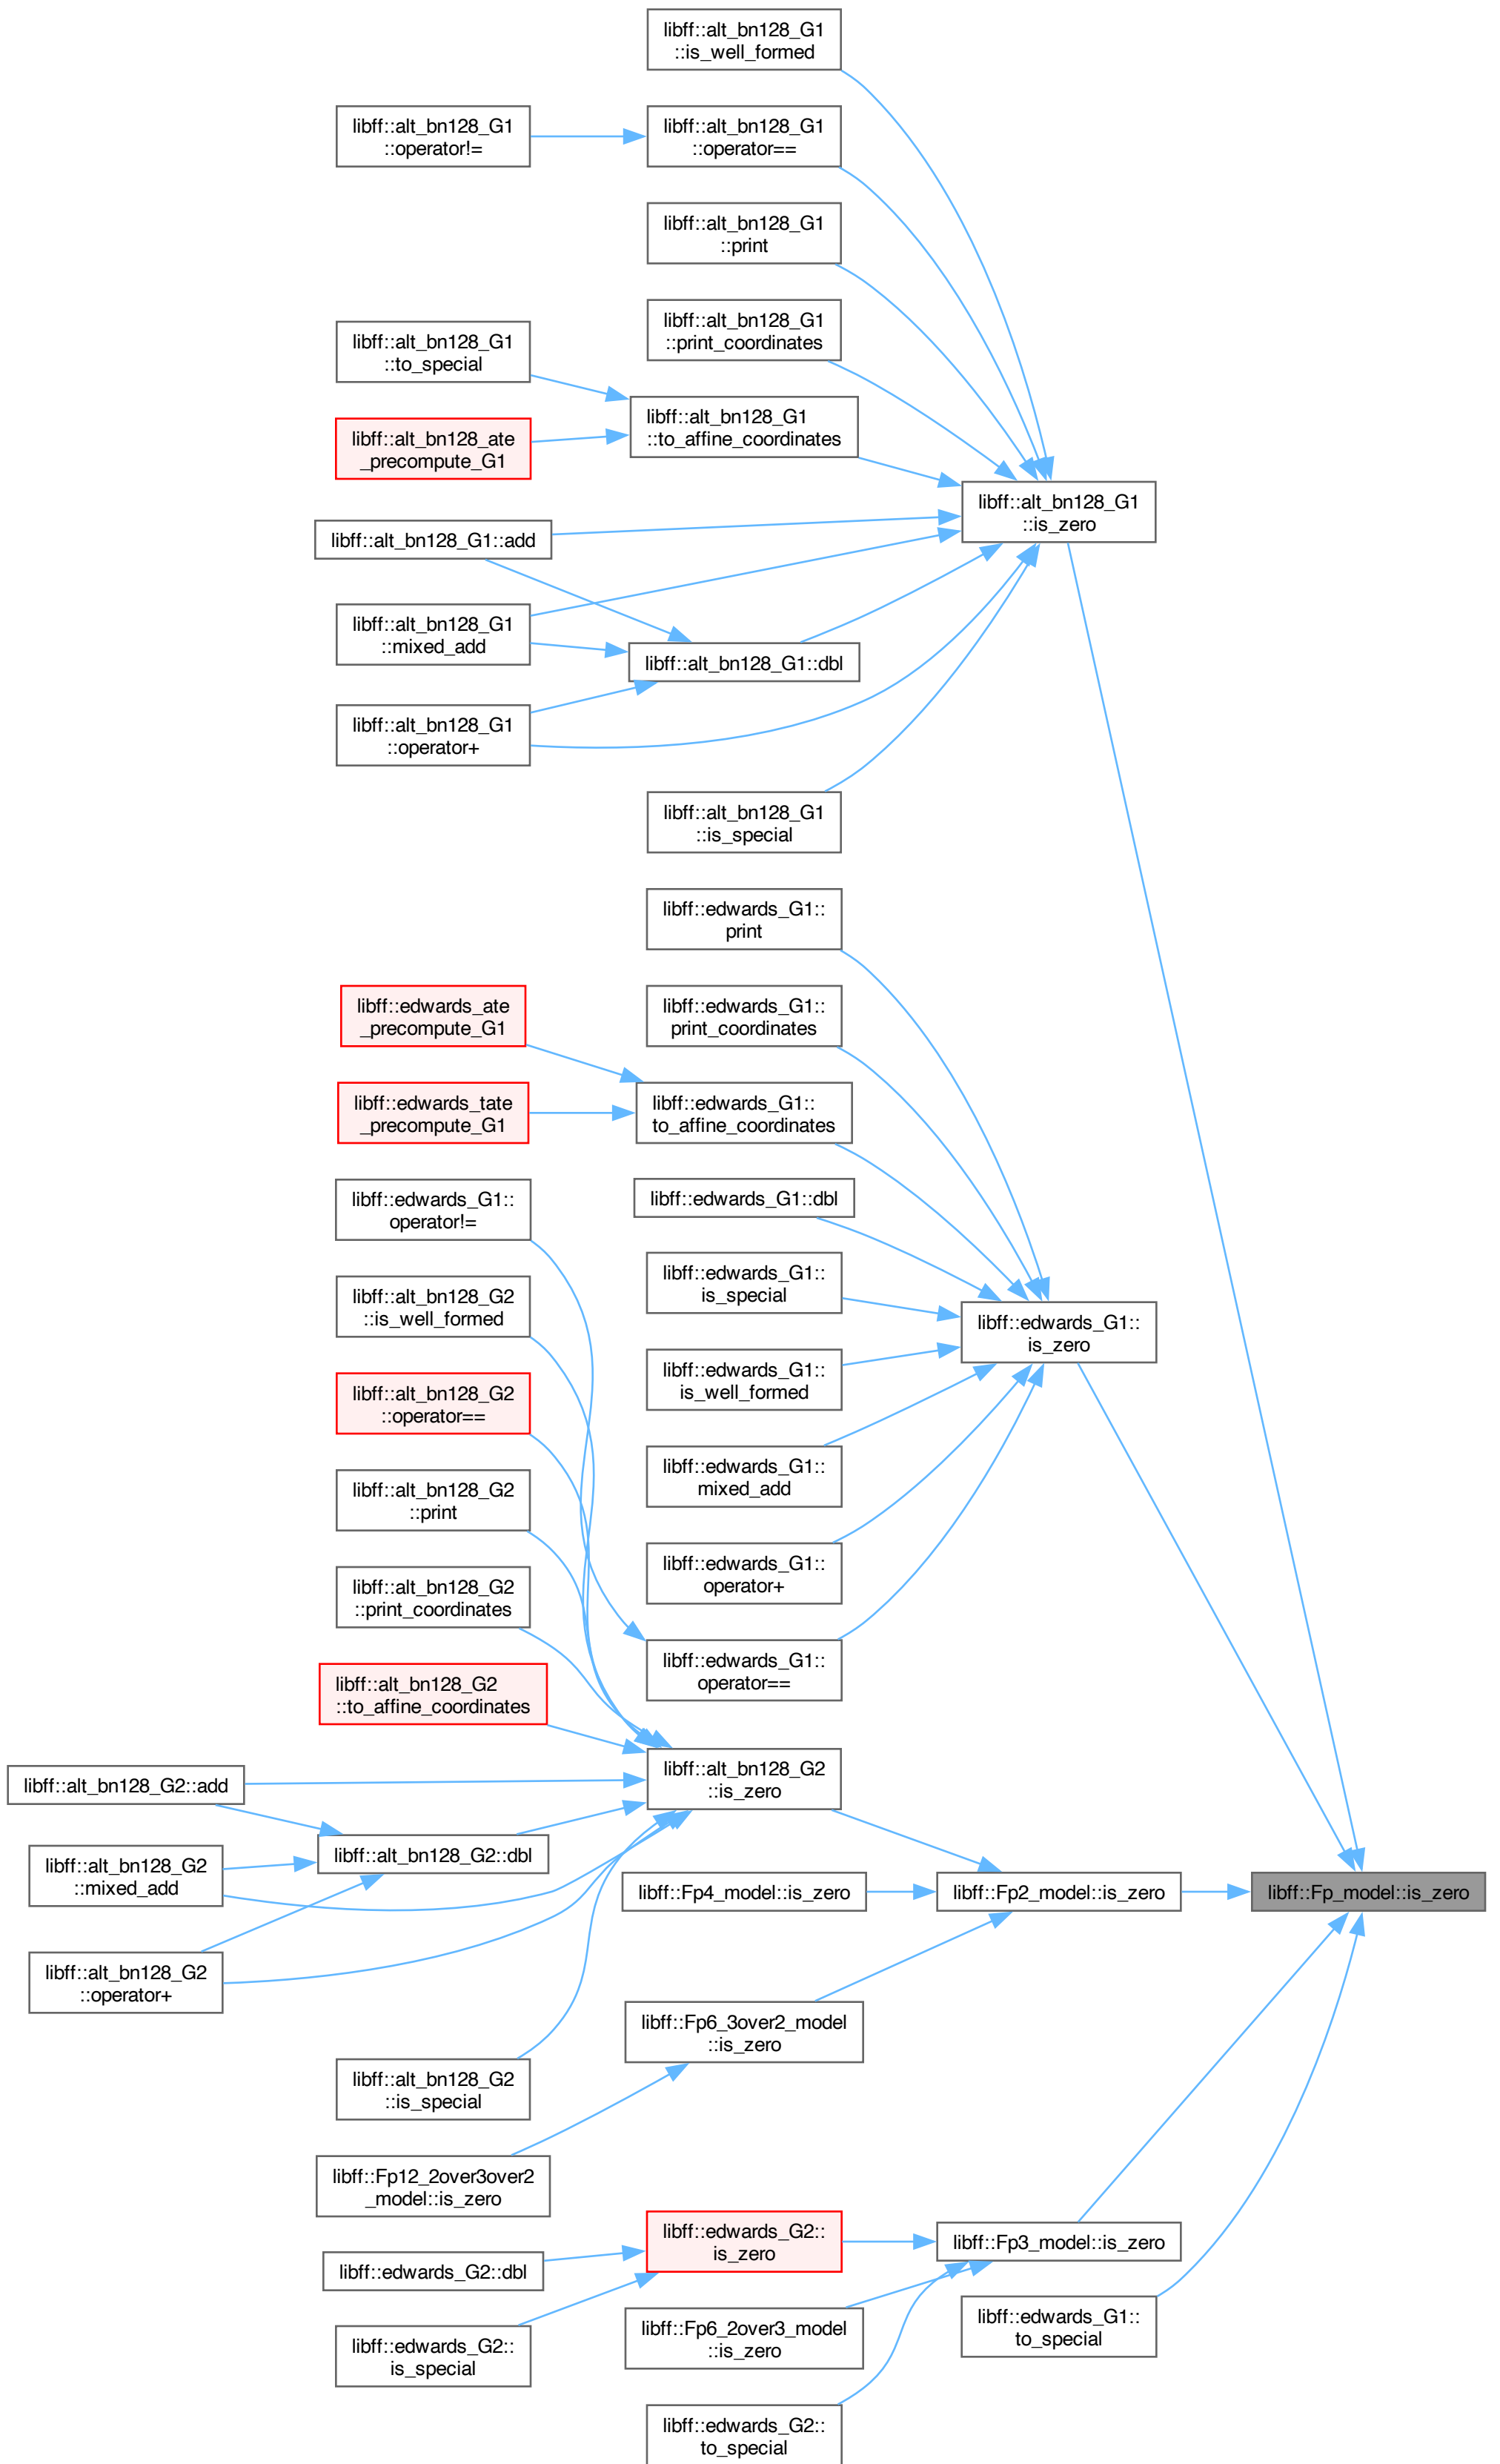 libff::alt_bn128_G1
::is_well_formed
libff::alt_bn128_G1
::operator!=
libff::alt_bn128_G1
::operator==
libff::alt_bn128_G1
::print
libff::alt_bn128_G1
::print_coordinates
libff::alt_bn128_G1
::to_special
libff::alt_bn128_G1
::to_affine_coordinates
libff::alt_bn128_ate
_precompute_G1
libff::alt_bn128_G1
::is_zero
libff::alt_bn128_G1::add
libff::alt_bn128_G1
::mixed_add
libff::alt_bn128_G1::dbl
libff::alt_bn128_G1
::operator+
libff::alt_bn128_G1
::is_special
libff::edwards_G1::
print
libff::edwards_ate
_precompute_G1
libff::edwards_G1::
print_coordinates
libff::edwards_tate
_precompute_G1
libff::edwards_G1::
to_affine_coordinates
libff::edwards_G1::
operator!=
libff::edwards_G1::dbl
libff::alt_bn128_G2
::is_well_formed
libff::edwards_G1::
is_special
libff::edwards_G1::
is_zero
libff::alt_bn128_G2
::operator==
libff::edwards_G1::
is_well_formed
libff::alt_bn128_G2
::print
libff::edwards_G1::
mixed_add
libff::alt_bn128_G2
::print_coordinates
libff::edwards_G1::
operator+
libff::alt_bn128_G2
::to_affine_coordinates
libff::edwards_G1::
operator==
libff::alt_bn128_G2::add
libff::alt_bn128_G2
::is_zero
libff::alt_bn128_G2
::mixed_add
libff::alt_bn128_G2::dbl
libff::Fp4_model::is_zero
libff::Fp2_model::is_zero
libff::Fp_model::is_zero
libff::alt_bn128_G2
::operator+
libff::Fp6_3over2_model
::is_zero
libff::alt_bn128_G2
::is_special
libff::Fp12_2over3over2
_model::is_zero
libff::edwards_G2::
is_zero
libff::Fp3_model::is_zero
libff::edwards_G2::dbl
libff::Fp6_2over3_model
::is_zero
libff::edwards_G1::
to_special
libff::edwards_G2::
is_special
libff::edwards_G2::
to_special